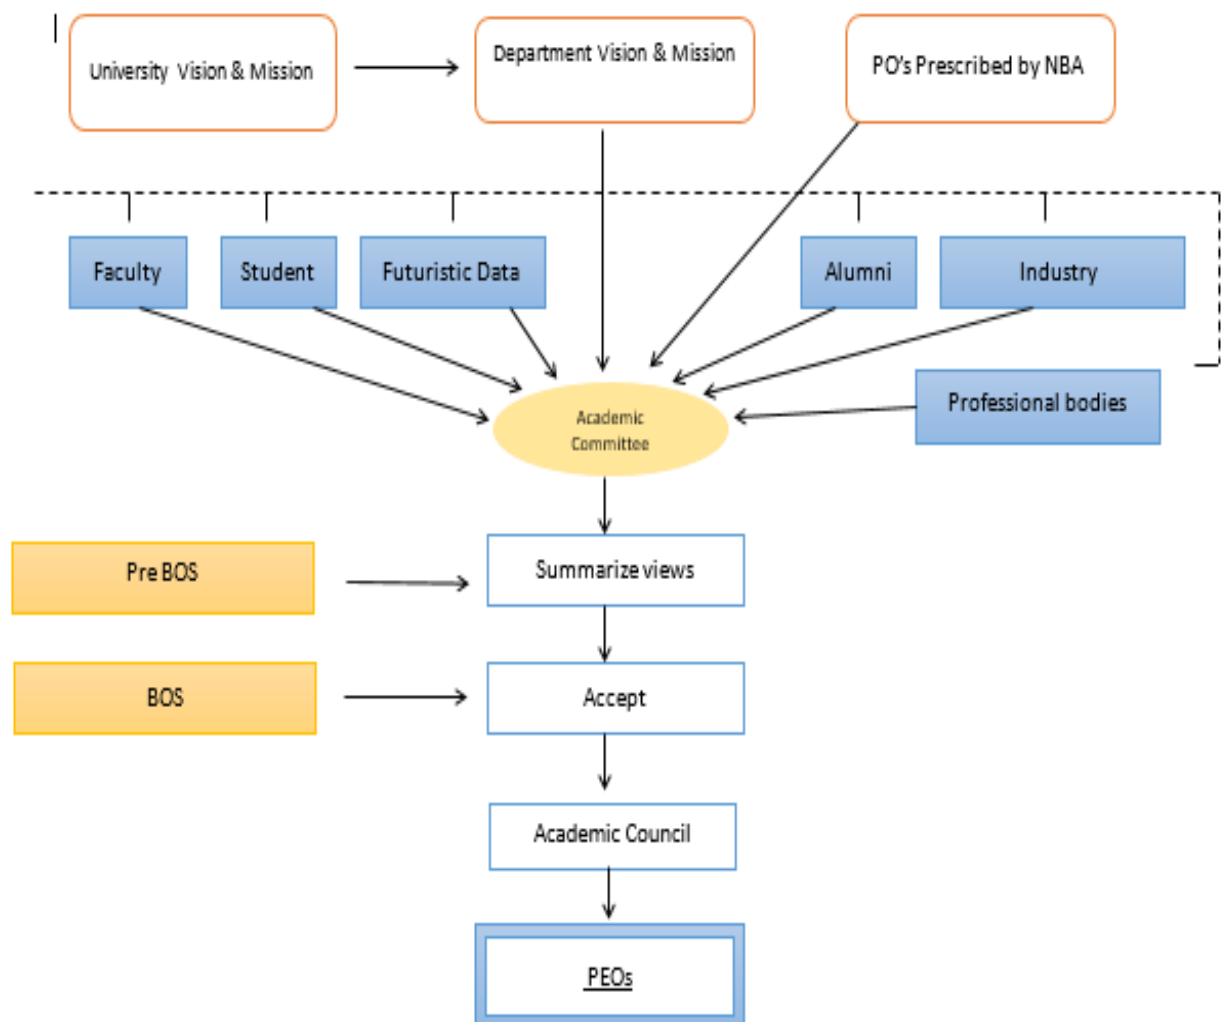 University Vision & Mission
Department Vision & Mission
PO's Prescribed by NBA
Faculty
Student
Futuristic Data
Alumni
Industry
Professional bodies
Academic
Committee
Pre BOS
Summarize views
BOS
Accept
Academic Council
PEOs